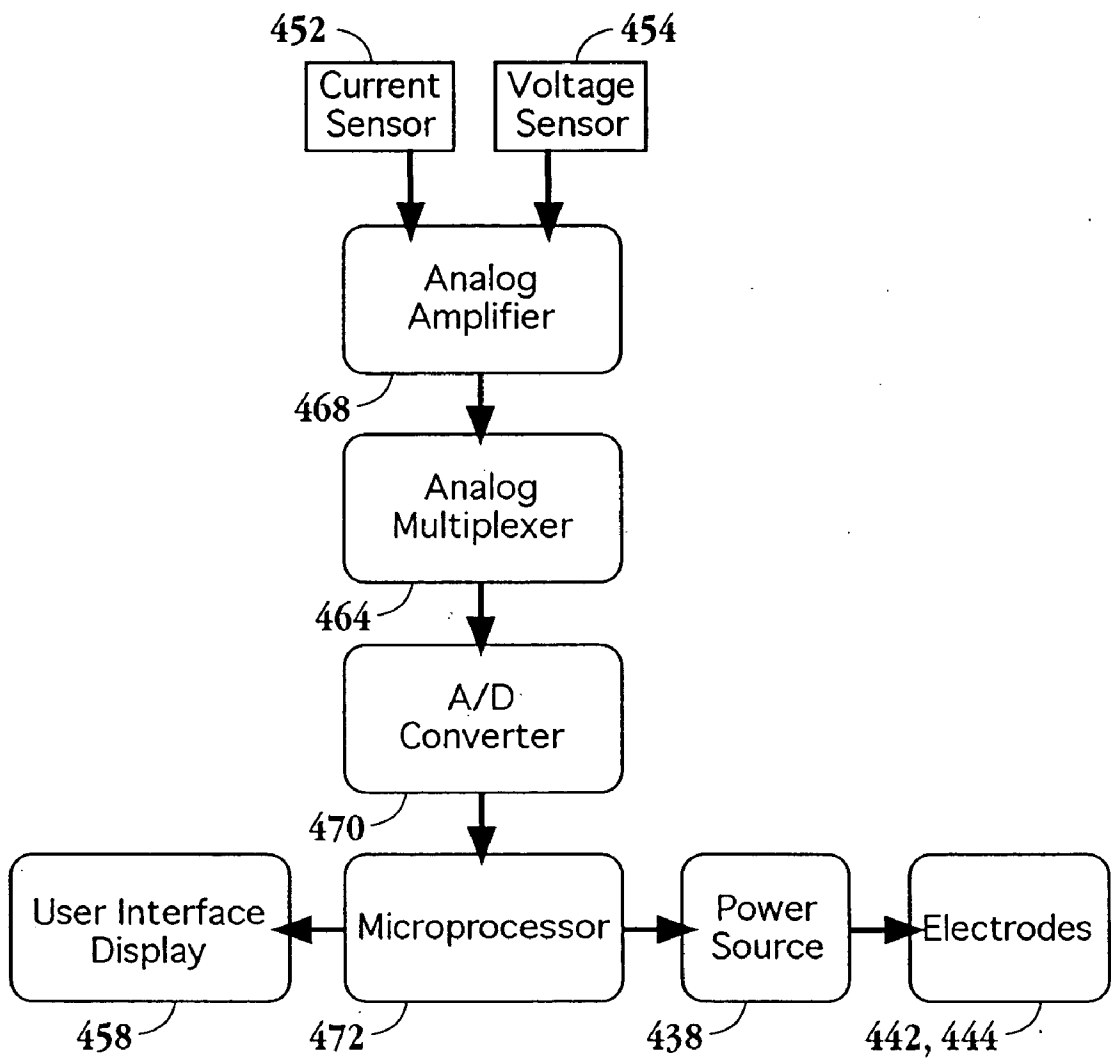 452
454
Current
Sensor
Voltage
Sensor
Analog
Amplifier
468
Analog
Multiplexer
464
A/D
Converter
470
User Interface
Display
Microprocessor
Power
Source
Electrodes
458
472
438
442, 444